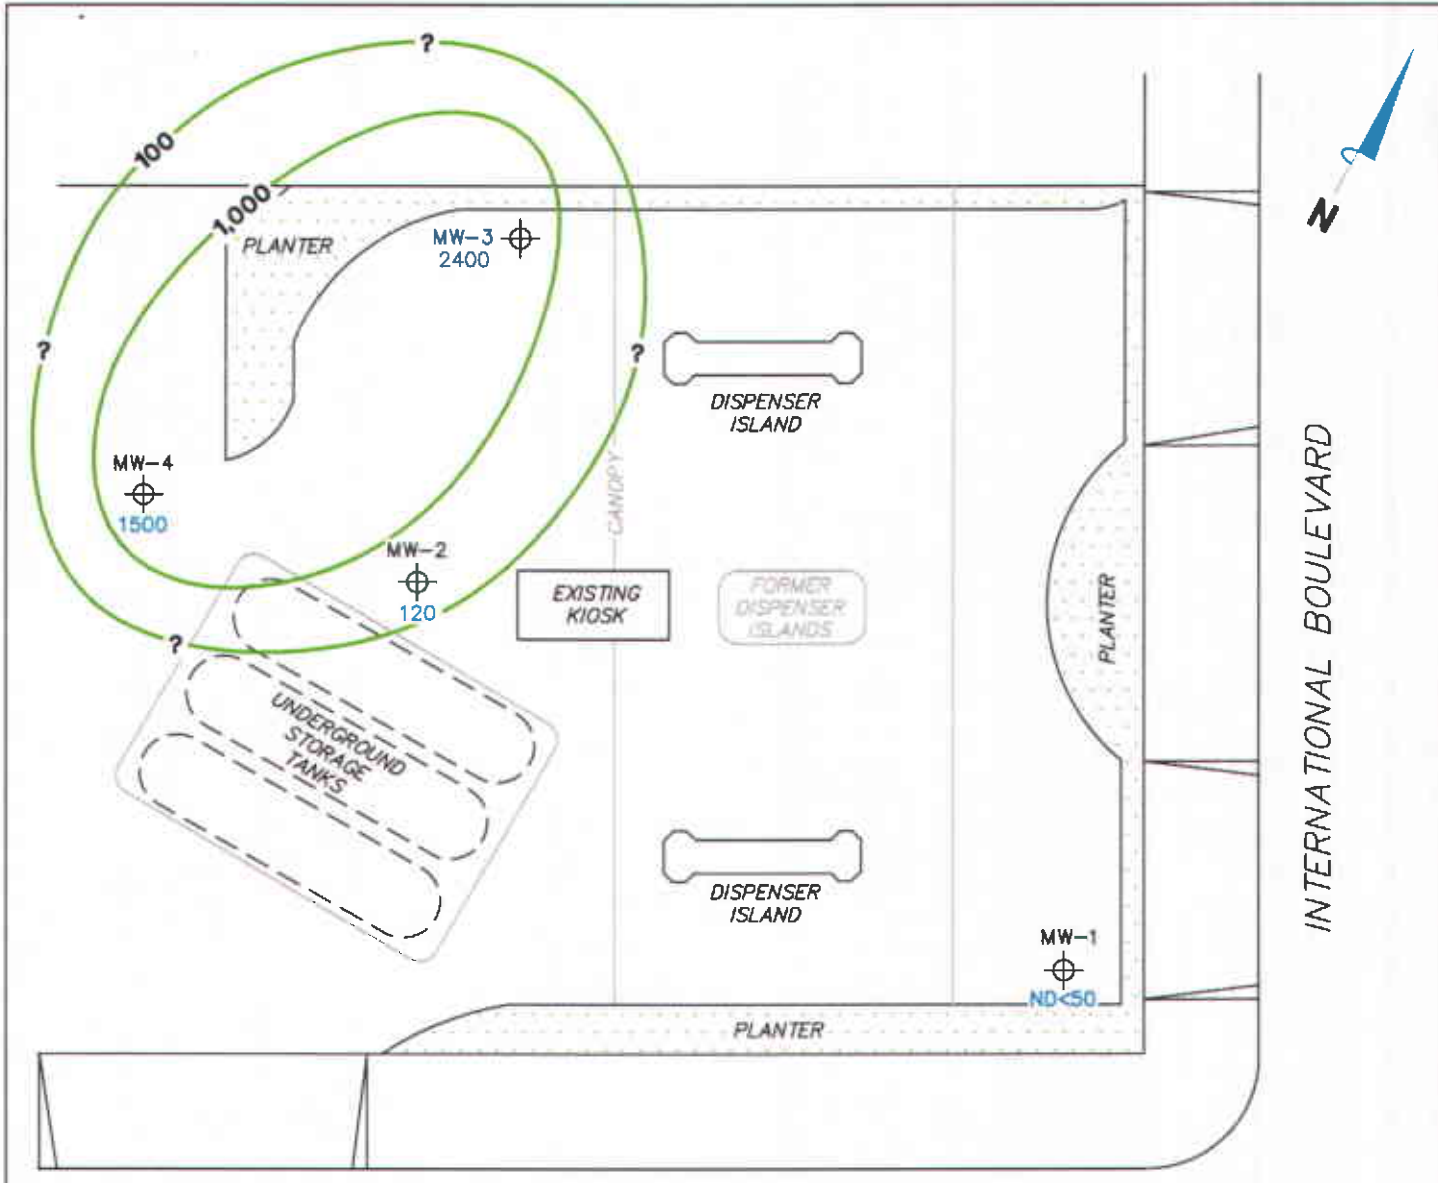 ?
100
1,000
PLANTER
MW-3
2400
N
?
?
DISPENSER
ISLAND
CANOPY
MW-4
1500
MW-2
120
EXISTING
KIOSK
FORMER
DISPENSER
ISLANDS
PLANTER
INTERNATIONAL BOULEVARD
?
UNDERGROUND
STORAGE
TANKS
DISPENSER
ISLAND
MW-1
ND<50
PLANTER